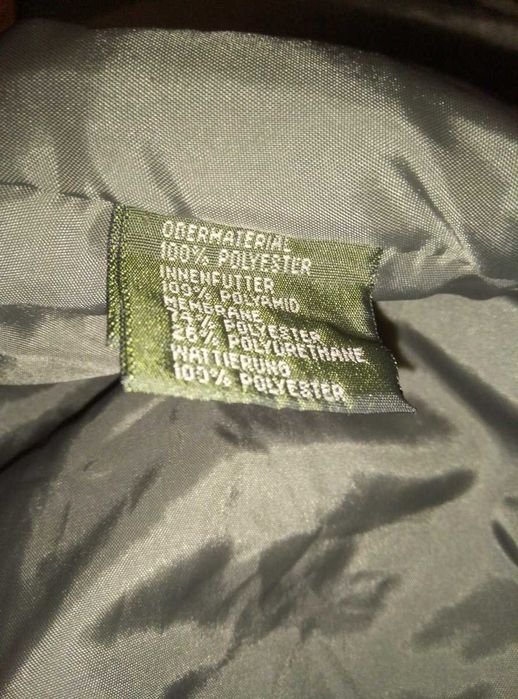 OBERMATERIAL
100% POLYESTER
INNENFUTTER
100% POLYAMID
MEMBRANE
74% POLYESTER
26% POLYURETHANE
WATTIERUNG
100% POLYESTER